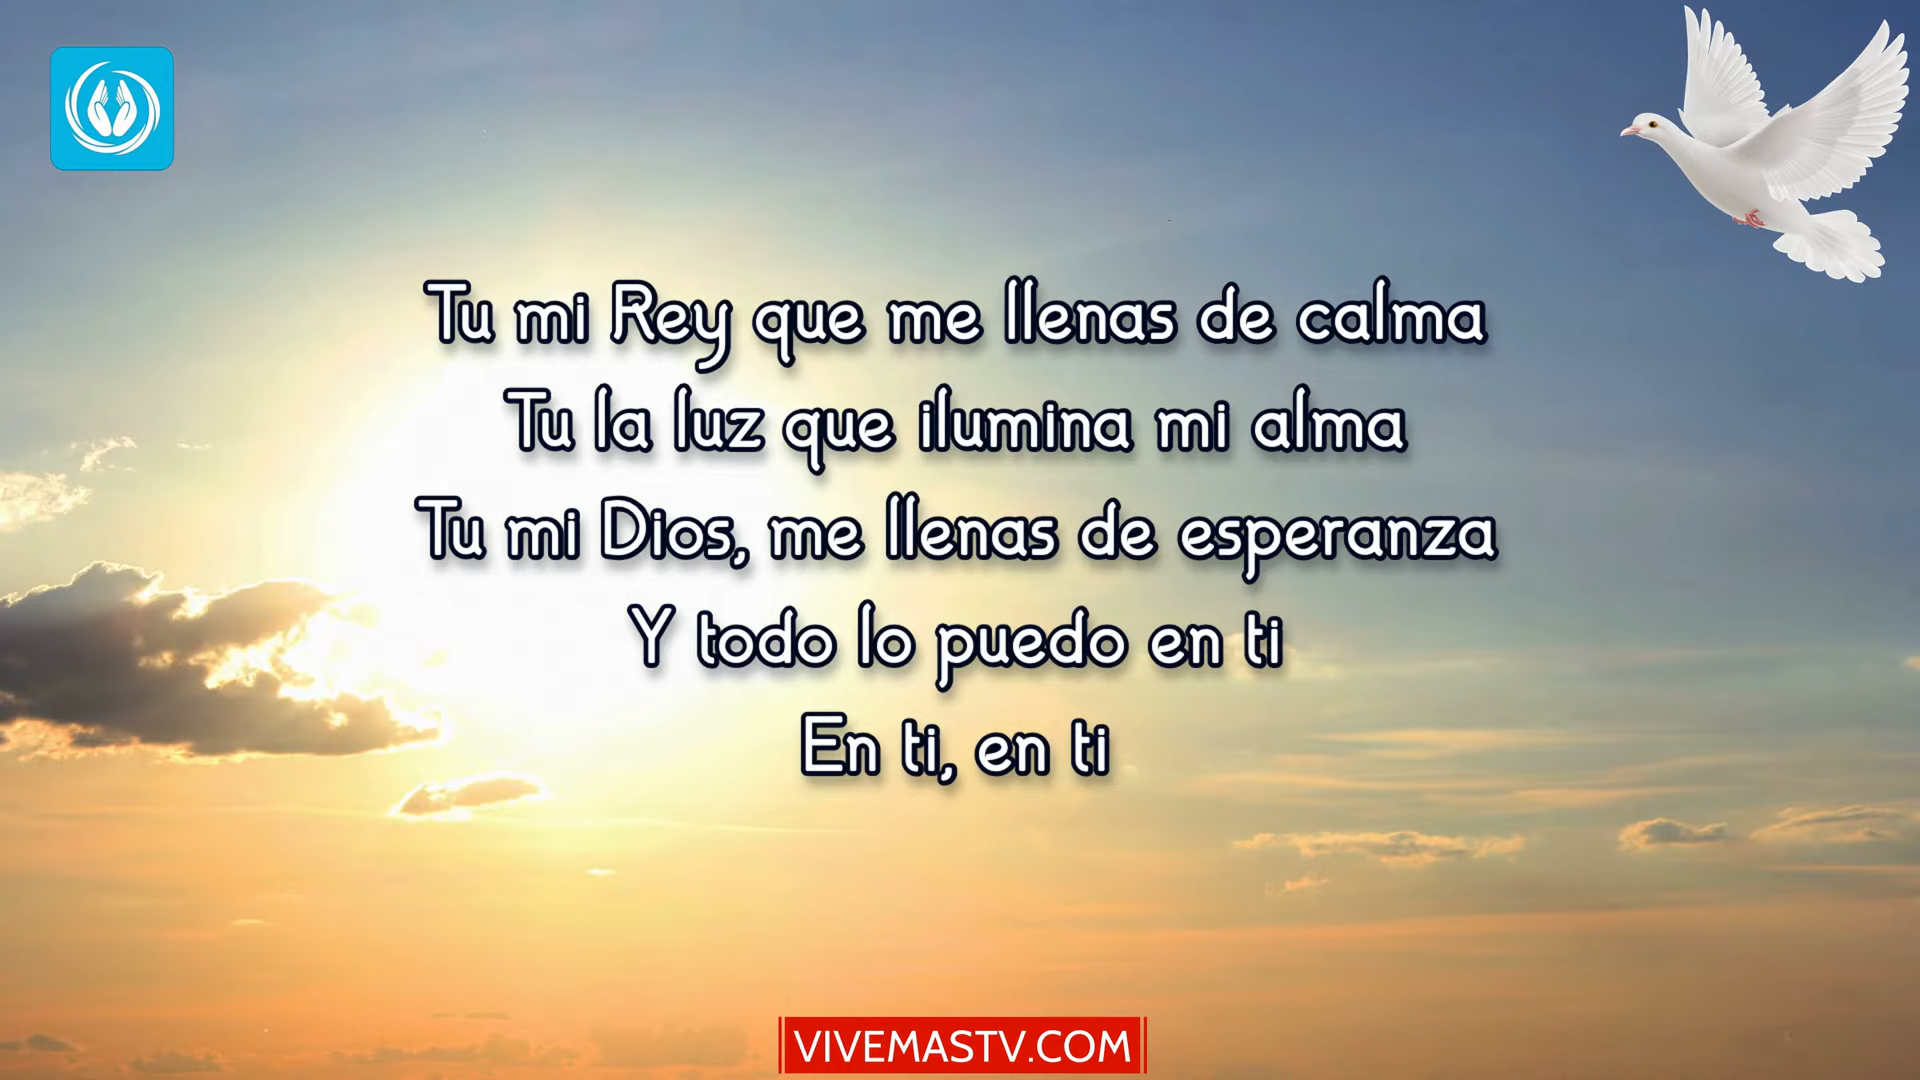 Tu mi Rey que me llenas de calma
Tu la luz que ilumina mi alma
Tu mi Dios, me llenas de esperanza
Y todo lo puedo en ti
En ti, en ti
VIVEMASTV.COM